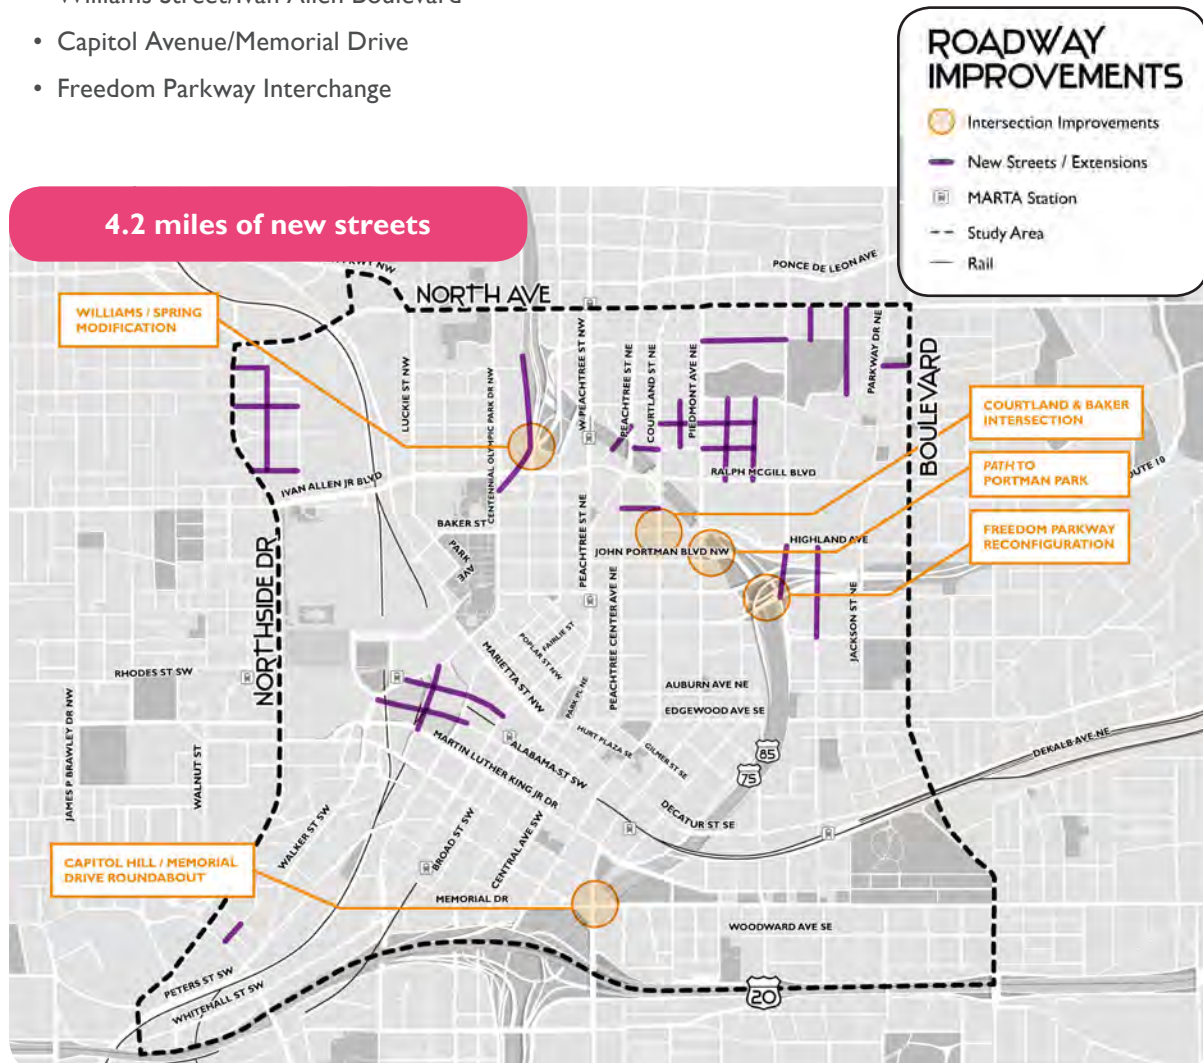 Williams Street/Ivan Allen Boulevard
• Capitol Avenue/Memorial Drive
• Freedom Parkway Interchange
ROADWAY
IMPROVEMENTS
Intersection Improvements
New Streets / Extensions
MARTA Station
Study Area
Rail
4.2 miles of new streets
NW
PONCE DE LEON AVE
NORTH AVE
WILLIAMS / SPRING
MODIFICATION
LUCKIE ST NW
CENTENNIAL OLYMPIC PARK DR NW
W PEACHTREE ST NW
PEACHTREE ST NE
COURTLAND ST NE
PIEDMONT AVE NE
PARKWAY DR NE
BOULEVARD
COURTLAND & BAKER
INTERSECTION
PATH TO
PORTMAN PARK
FREEDOM PARKWAY
RECONFIGURATION
RALPH MCGILL BLVD
IVAN ALLEN JR BLVD
BAKER ST
PARK AVE
PEACHTREE ST NE
JOHN PORTMAN BLVD NW
HIGHLAND AVE
JACKSON ST NE
NORTHSIDE DR
PEACHTREE CENTER AVE NE
FAIRLIE ST
POPLAR ST NW
MARIETTA ST NW
PARK PL NE
RHODES ST SW
AUBURN AVE NE
EDGEWOOD AVE SE
HURT PLAZA SE
GILMER ST SE
JAMES P BRAWLEY DR NW
WALNUT ST
ALABAMA ST SW
MARTIN LUTHER KING JR DR
85
75
DEKALB AVE NE
DECATUR ST SE
WALKER ST SW
BROAD ST SW
CENTRAL AVE SW
CAPITOL HILL / MEMORIAL
DRIVE ROUNDABOUT
MEMORIAL DR
WOODWARD AVE SE
PETERS ST SW
WHITEHALL ST SW
20